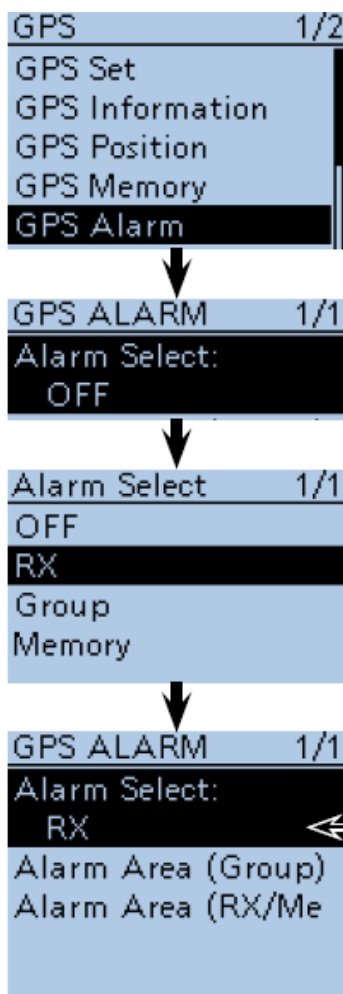 GPS 1/2
GPS Set
GPS Information
GPS Position
GPS Memory
GPS Alarm
GPS ALARM 1/1
Alarm Select:
OFF
Alarm Select 1/1
OFF
RX
Group
Memory
GPS ALARM 1/1
Alarm Select:
RX
Alarm Area (Group)
Alarm Area (RX/Me